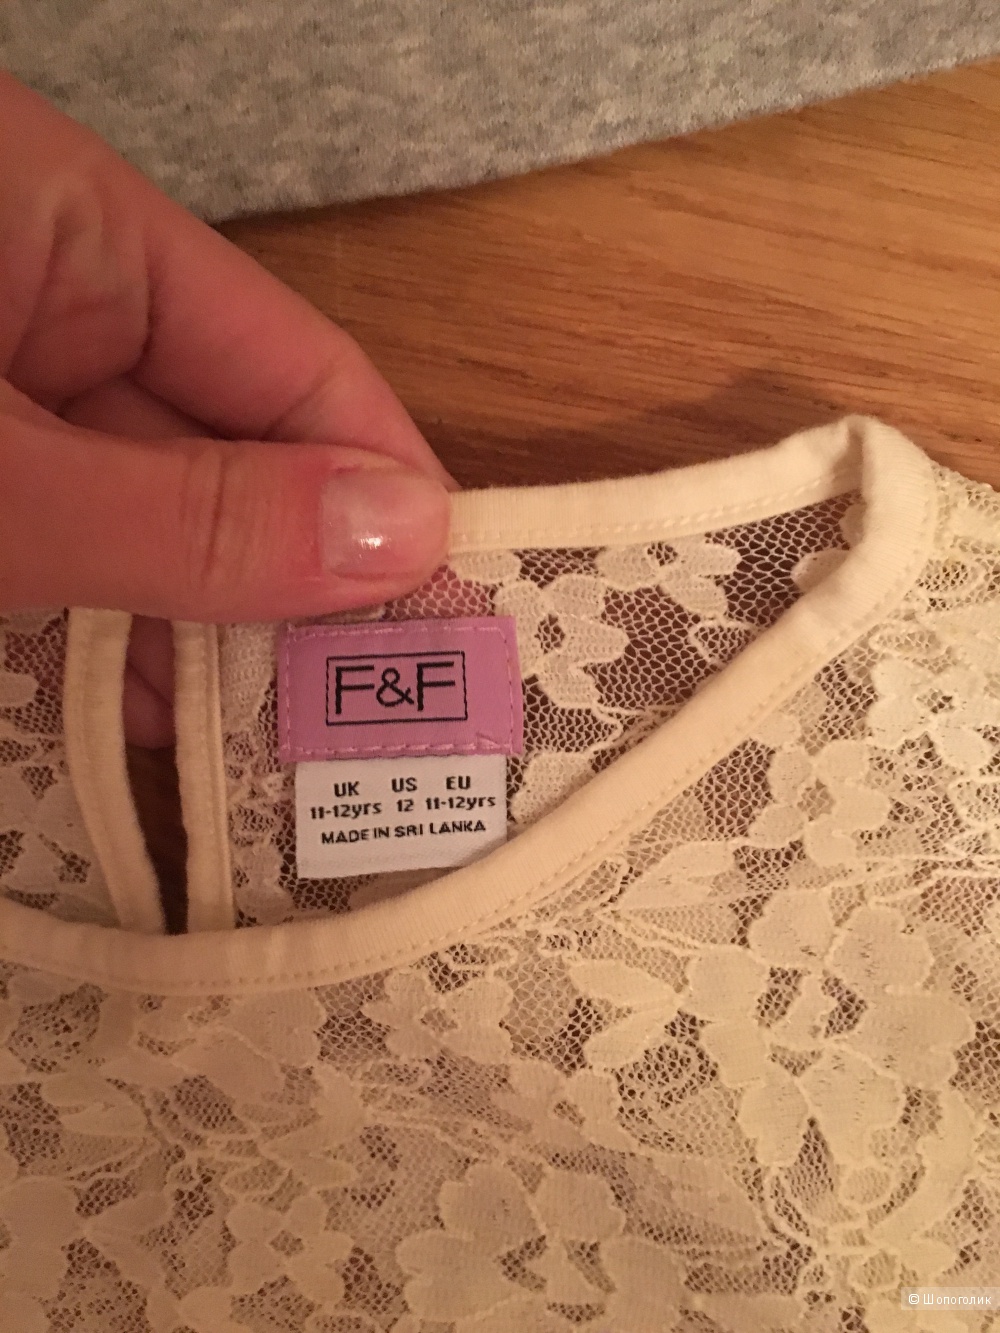 F&F
UK US EU
11-12yrs 12 11-12yrs
MADE IN SRI LANKA
© Шопоголик